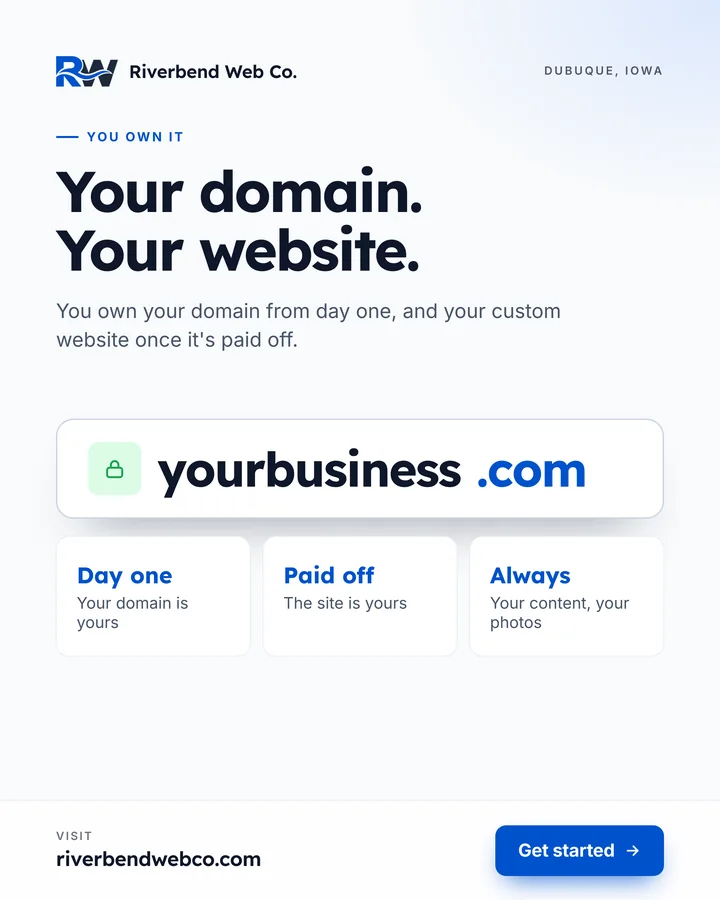 RW Riverbend Web Co.
DUBUQUE, IOWA
YOU OWN IT
Your domain.
Your website.
You own your domain from day one, and your custom
website once it's paid off.
yourbusiness .com
Day one
Your domain is
yours
Paid off
The site is yours
Always
Your content, your
photos
VISIT
riverbendwebco.com
Get started →